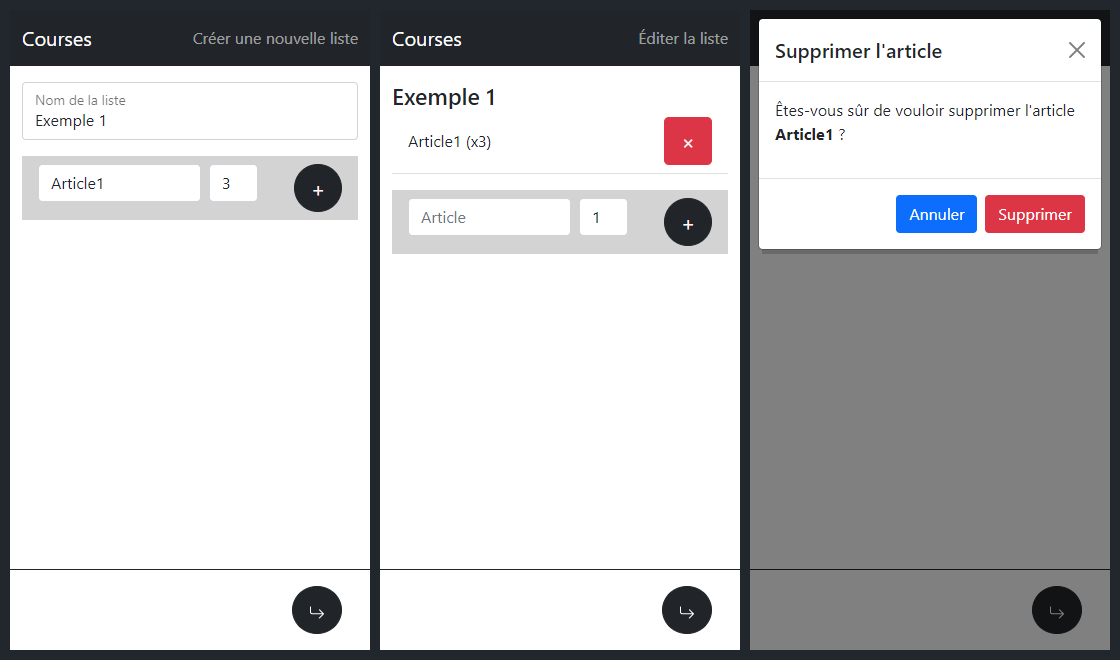 Courses Créer une nouvelle liste
Nom de la liste
Exemple 1
Article1 3 +
Courses Éditer la liste
Exemple 1
Article1 (x3) ×
Article 1 +
Supprimer l'article
Êtes-vous sûr de vouloir supprimer l'article
Article1 ?
Annuler Supprimer